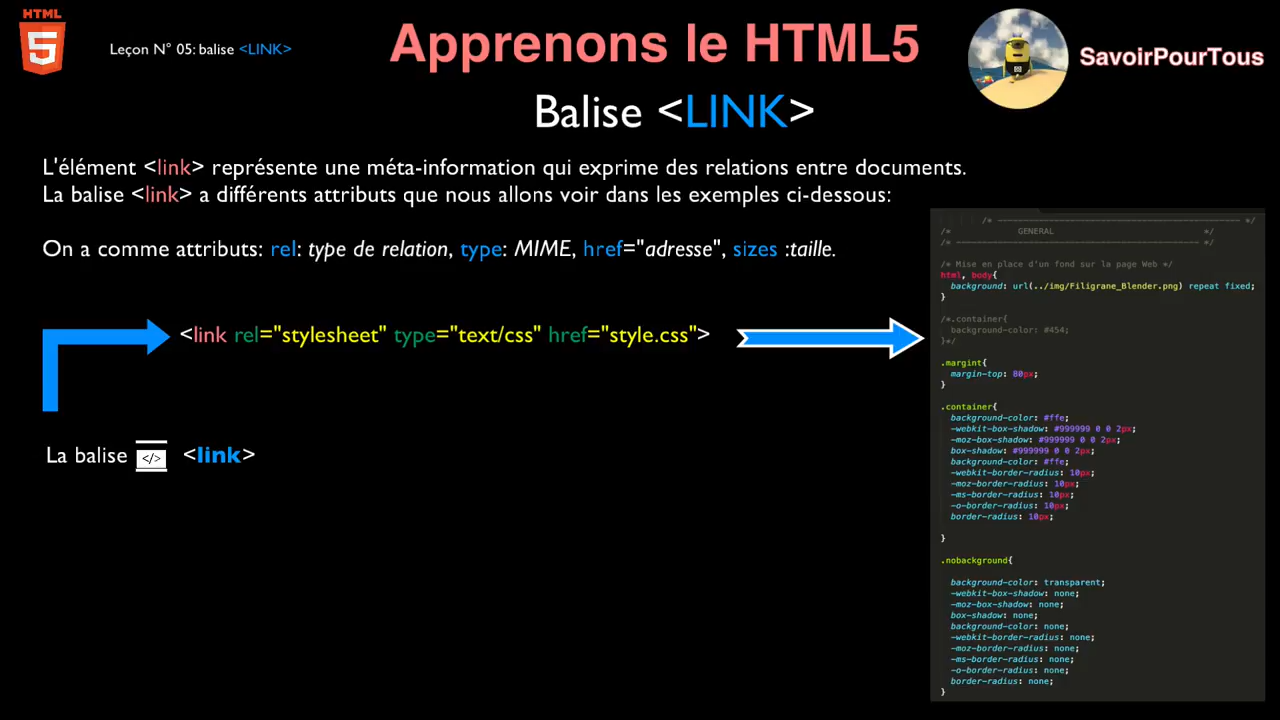 HTML
5
Leçon N° 05: balise <LINK>
Apprenons le HTML5
SavoirPourTous
Balise <LINK>
L'élément <link> représente une méta-information qui exprime des relations entre documents.
La balise <link> a différents attributs que nous allons voir dans les exemples ci-dessous:
On a comme attributs: rel: type de relation, type: MIME, href="adresse", sizes :taille.
<link rel="stylesheet" type="text/css" href="style.css">
La balise </> <link>
/* ---------------------------------------------- */
/* GENERAL */
/* ---------------------------------------------- */
/* Mise en place d'un fond sur la page Web */
html, body{
background: url(../img/Filigrane_Blender.png) repeat fixed;
}
/*.container{
background-color: #454;
}*/
.margint{
margin-top: 80px;
}
.container{
background-color: #ffe;
-webkit-box-shadow: #999999 0 0 2px;
-moz-box-shadow: #999999 0 0 2px;
box-shadow: #999999 0 0 2px;
background-color: #ffe;
-webkit-border-radius: 10px;
-moz-border-radius: 10px;
-ms-border-radius: 10px;
-o-border-radius: 10px;
border-radius: 10px;
}
.nobackground{
background-color: transparent;
-webkit-box-shadow: none;
-moz-box-shadow: none;
box-shadow: none;
background-color: none;
-webkit-border-radius: none;
-moz-border-radius: none;
-ms-border-radius: none;
-o-border-radius: none;
border-radius: none;
}